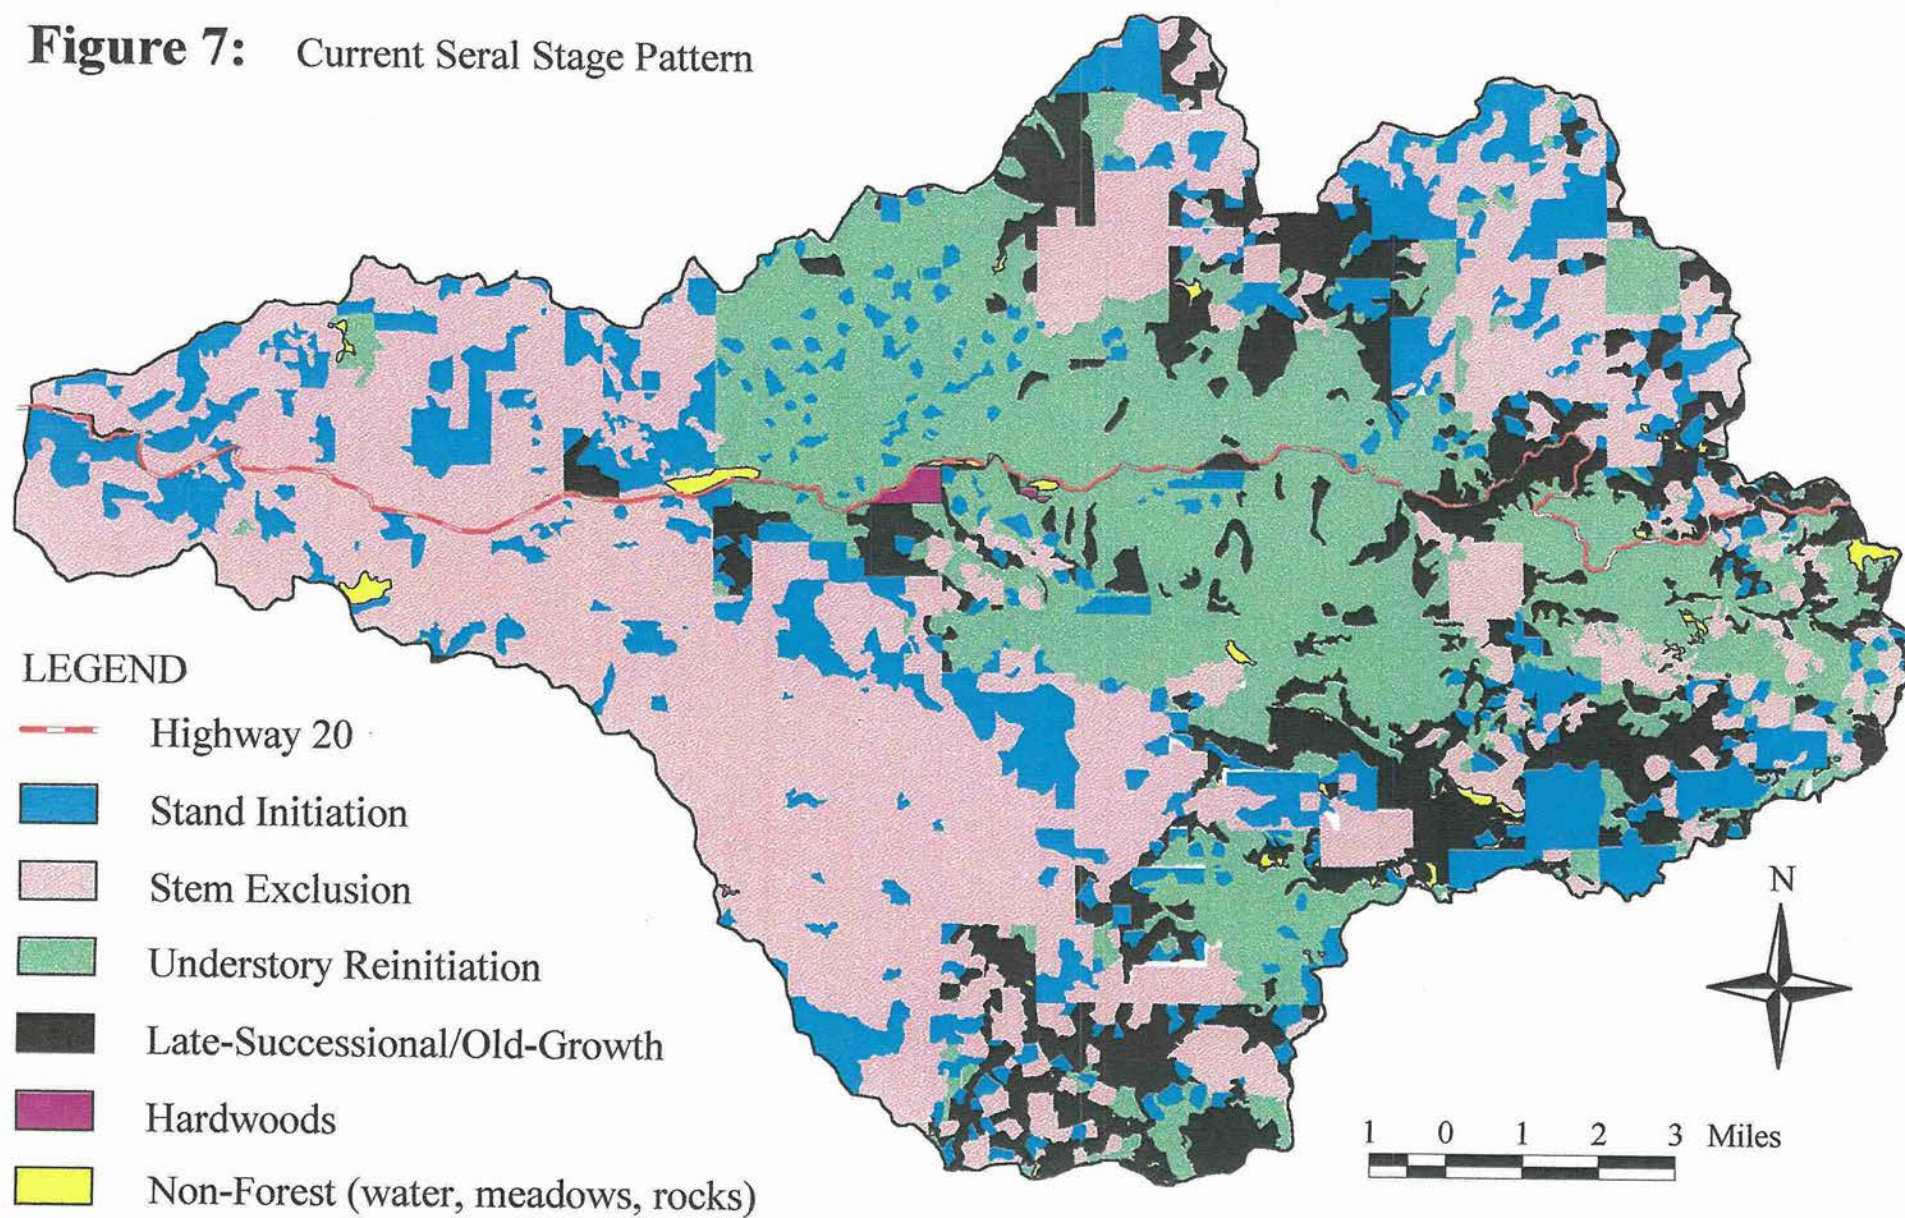 Figure 7: Current Seral Stage Pattern
LEGEND
Highway 20
Stand Initiation
Stem Exclusion
Understory Reinitiation
Late-Successional/Old-Growth
Hardwoods
Non-Forest (water, meadows, rocks)
N
1 0 1 2 3 Miles